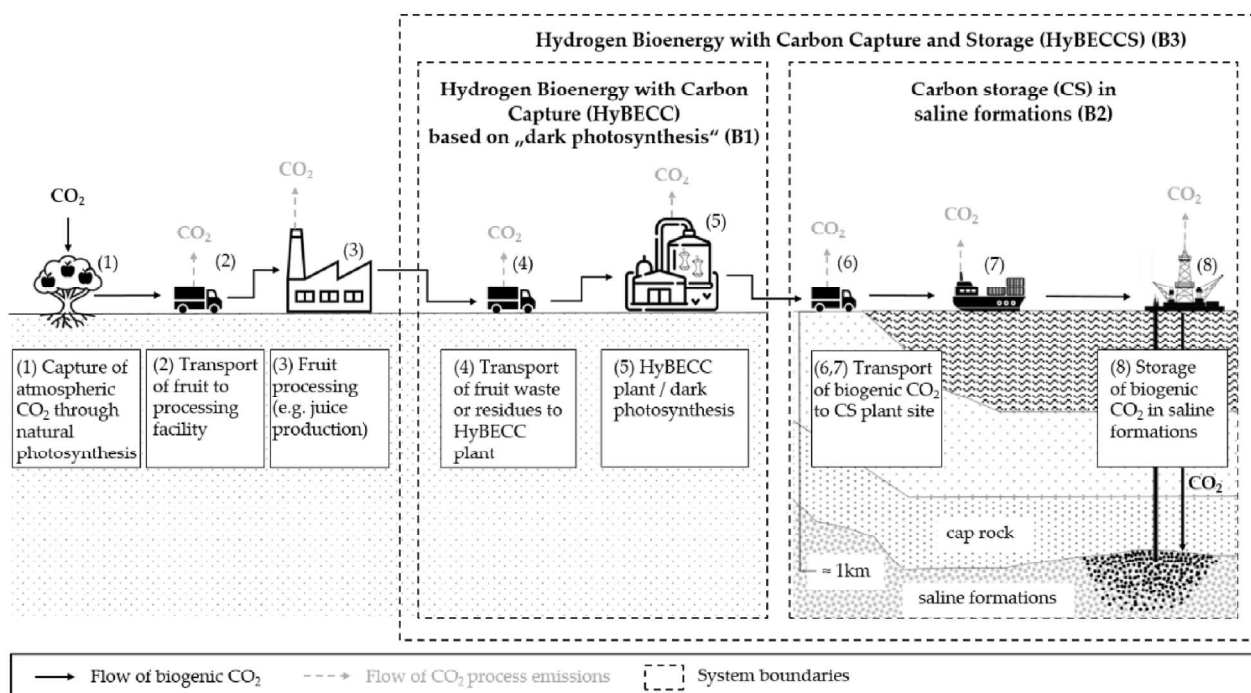 Hydrogen Bioenergy with Carbon Capture and Storage (HyBECCS) (B3)
Hydrogen Bioenergy with Carbon
Capture (HyBECC)
based on „dark photosynthesis“ (B1)
Carbon storage (CS) in
saline formations (B2)
CO2
(1)
CO2
(2)
CO2
(3)
CO2
(4)
CO2
(5)
CO2
(6)
CO2
(7)
CO2
(8)
(1) Capture of
atmospheric
CO2 through
natural
photosynthesis
(2) Transport
of fruit to
processing
facility
(3) Fruit
processing
(e.g. juice
production)
(4) Transport
of fruit waste
or residues to
HyBECC
plant
(5) HyBECC
plant / dark
photosynthesis
(6,7) Transport
of biogenic CO2
to CS plant site
(8) Storage
of biogenic
CO2 in saline
formations
CO2
cap rock
≈ 1km
saline formations
Flow of biogenic CO2
Flow of CO2 process emissions
System boundaries